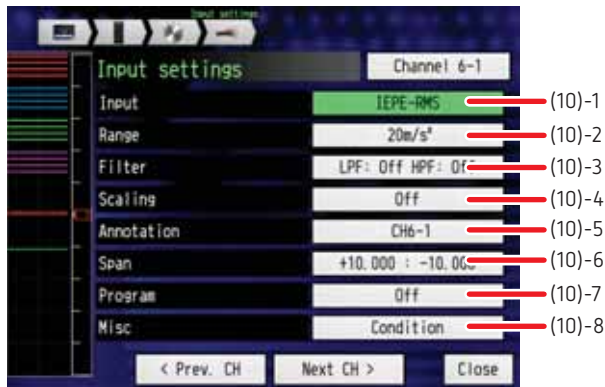 Input settings
Input settings Channel 6-1
Input IEPE-RMS (10)-1
Range 20m/s² (10)-2
Filter LPF: Off HPF: Off (10)-3
Scaling Off (10)-4
Annotation CH6-1 (10)-5
Span +10.000 : -10.000 (10)-6
Program Off (10)-7
Misc Condition (10)-8
< Prev. CH Next CH > Close